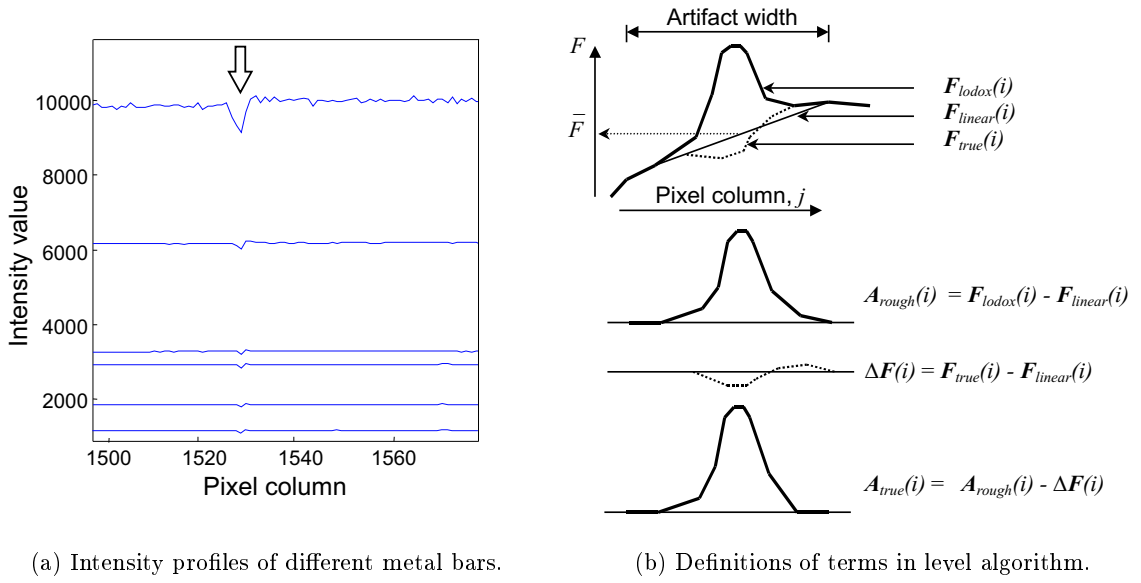 10000
8000
6000
4000
2000
Intensity value
1500 1520 1540 1560
Pixel column
Artifact width
F
F̅
F_lodox(i)
F_linear(i)
F_true(i)
Pixel column, j
A_rough(i) = F_lodox(i) - F_linear(i)
ΔF(i) = F_true(i) - F_linear(i)
A_true(i) = A_rough(i) - ΔF(i)
(a) Intensity profiles of different metal bars.
(b) Definitions of terms in level algorithm.